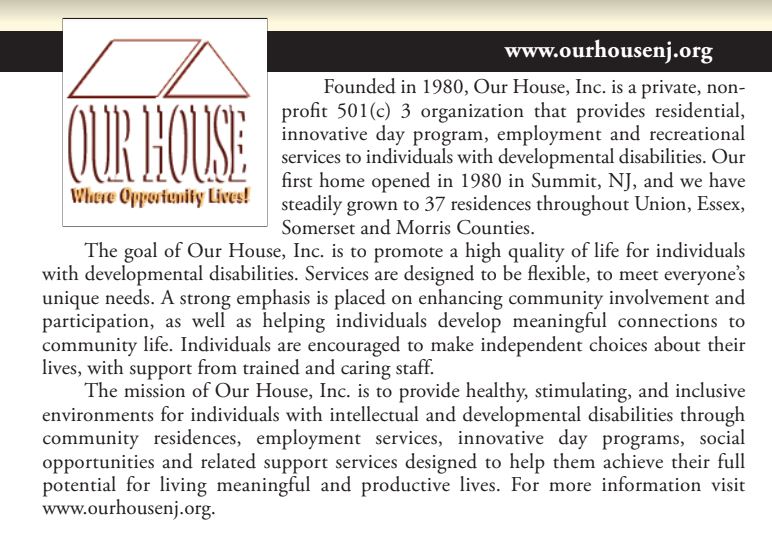 www.ourhousenj.org
OUR HOUSE
Where Opportunity Lives!
Founded in 1980, Our House, Inc. is a private, non-
profit 501(c) 3 organization that provides residential,
innovative day program, employment and recreational
services to individuals with developmental disabilities. Our
first home opened in 1980 in Summit, NJ, and we have
steadily grown to 37 residences throughout Union, Essex,
Somerset and Morris Counties.
The goal of Our House, Inc. is to promote a high quality of life for individuals
with developmental disabilities. Services are designed to be flexible, to meet everyone's
unique needs. A strong emphasis is placed on enhancing community involvement and
participation, as well as helping individuals develop meaningful connections to
community life. Individuals are encouraged to make independent choices about their
lives, with support from trained and caring staff.
The mission of Our House, Inc. is to provide healthy, stimulating, and inclusive
environments for individuals with intellectual and developmental disabilities through
community residences, employment services, innovative day programs, social
opportunities and related support services designed to help them achieve their full
potential for living meaningful and productive lives. For more information visit
www.ourhousenj.org.